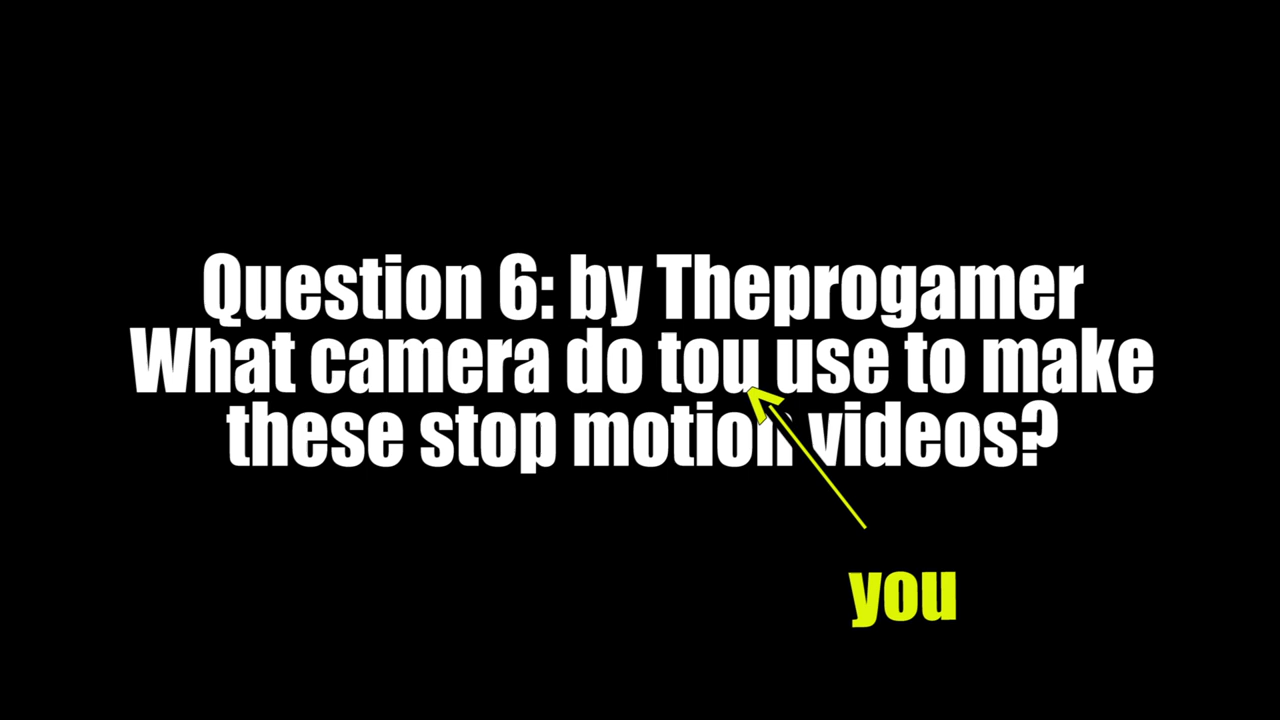 Question 6: by Theprogamer
What camera do tou use to make
these stop motion videos?
you